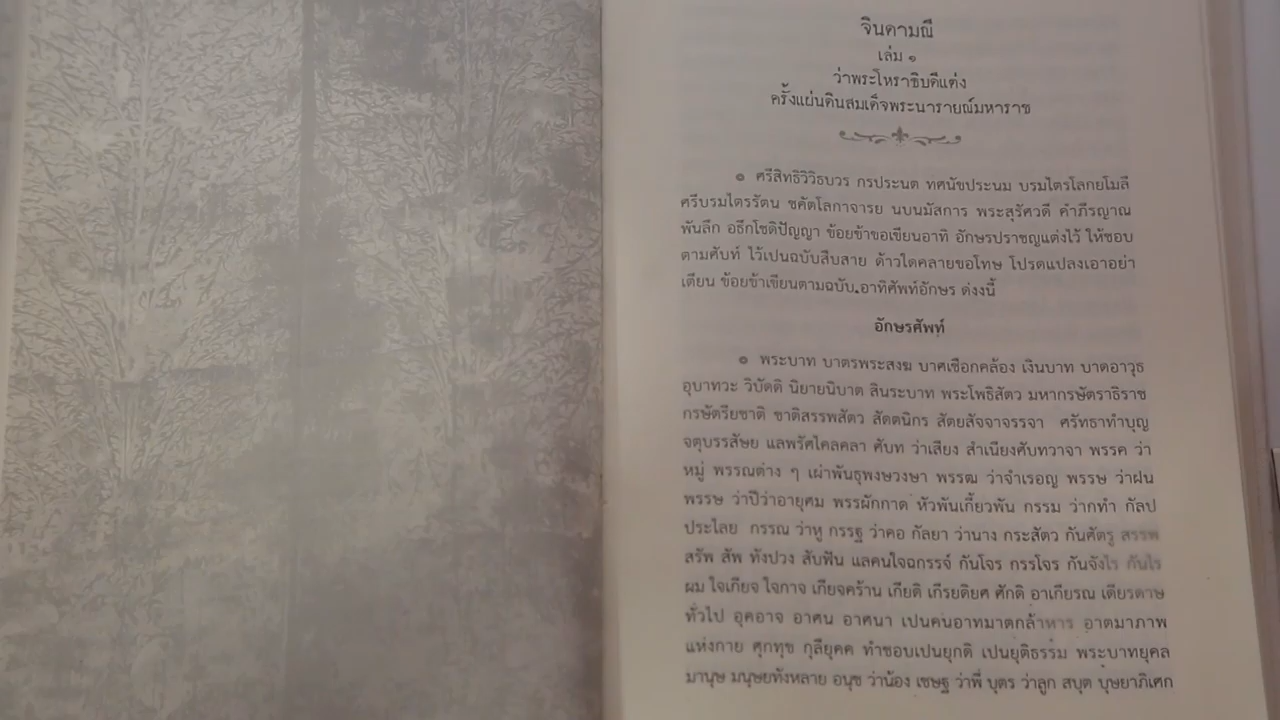 จินดามณี
เล่ม ๑
ว่าพระโหราธิบดีแต่ง
ครั้งแผ่นดินสมเด็จพระนารายณ์มหาราช
๏ ศรีสิทธิวิวิธบวร กรประนต ทศนัขประนม บรมไตรโลกยโมลี
ศรีบรมไตรรัตน ชคัตโลกาจารย นบนมัสการ พระสุรัศวดี คำภีรญาณ
พันลึก อธึกโชติปัญญา ข้อยข้าขอเขียนอาทิ อักษรปราชญแต่งไว้ ให้ชอบ
ตามศัพท์ ไว้เปนฉบับสืบสาย ด้าวใดคลายขอโทษ โปรดแปลงเอาอย่า
เตียน ข้อยข้าเขียนตามฉบับ อาทิศัพท์อักษร ด่งงนี้
อักษรศัพท์
๏ พระบาท บาตรพระสงฆ บาศเชือกคล้อง เงินบาท บาดอาวุธ
อุบาทวะ วิบัตติ นิยายนิบาต สินระบาท พระโพธิสัตว มหากรษัตราธิราช
กรษัตรียชาติ ชาติสรรพสัตว สัตตนิกร สัตยสัจจาจรรจา ศรัทธาทำบุญ
จตุบรรสัษย แลพรัศไคลคลา ศับท ว่าเสียง สำเนียงศับทวาจา พรรค ว่า
หมู่ พรรณต่าง ๆ เผ่าพันธุพงษวงษา พรรฒ ว่าจำเรอญ พรรษ ว่าฝน
พรรษ ว่าปีว่าอายุศม พรรผักกาด หัวพันเกี้ยวพัน กรรม ว่ากทำ กัลป
ประไลย กรรณ ว่าหู กรรฐ ว่าคอ กัลยา ว่านาง กระสัตว กันศัตรู สรรพ
สรัพ สัพ ทังปวง สับฟัน แลคนใจฉกรรจ์ กันโจร กรรโจร กันจังไร กันไร
ผม ใจเกียจ ใจกาจ เกียจคร้าน เกียติ เกีรยติยศ ศักดิ อาเกียรณ เดียรดาษ
ทั่วไป อุคอาจ อาศน อาศนา เปนคนอาทมาตกล้าหาร อาตมาภาพ
แห่งกาย ศุกทุข กุลียุคค ทำชอบเปนยุกติ เปนยุติธรรม พระบาทยุคล
มานุษ มนุษยทังหลาย อนุช ว่าน้อง เชษฐ ว่าพี่ บุตร ว่าลูก สบุต บุษยาภิเศก